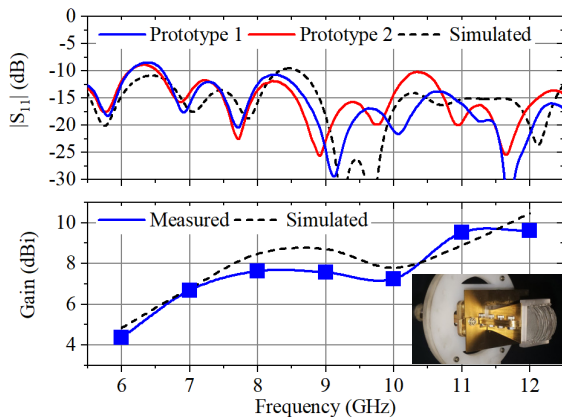 0
-5
-10
-15
-20
-25
-30
|S11| (dB)
Prototype 1 Prototype 2 Simulated
10
8
6
4
Gain (dBi)
Measured Simulated
6 7 8 9 10 11 12
Frequency (GHz)